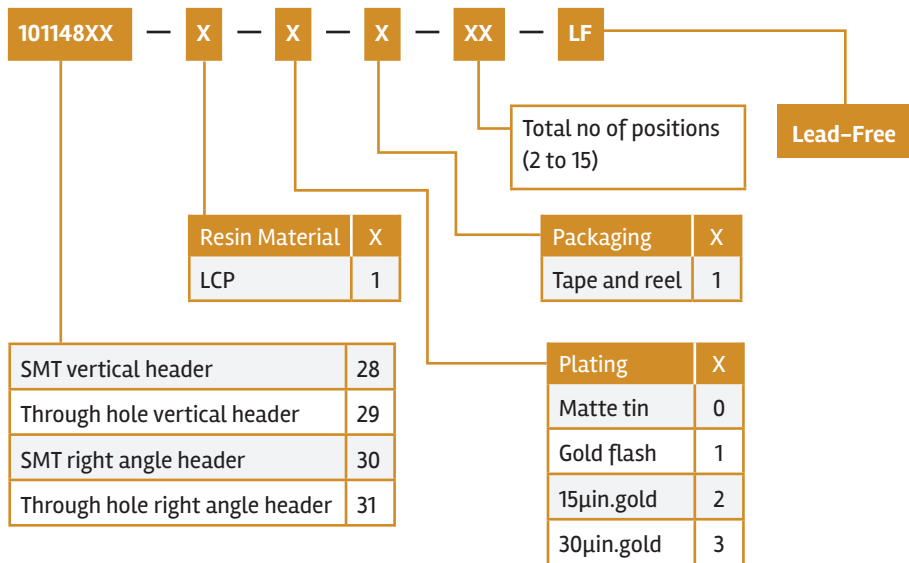 101148XX — X — X — X — XX — LF
Total no of positions
(2 to 15)
Lead-Free
Resin Material X
LCP 1
Packaging X
Tape and reel 1
SMT vertical header 28
Through hole vertical header 29
SMT right angle header 30
Through hole right angle header 31
Plating X
Matte tin 0
Gold flash 1
15µin.gold 2
30µin.gold 3